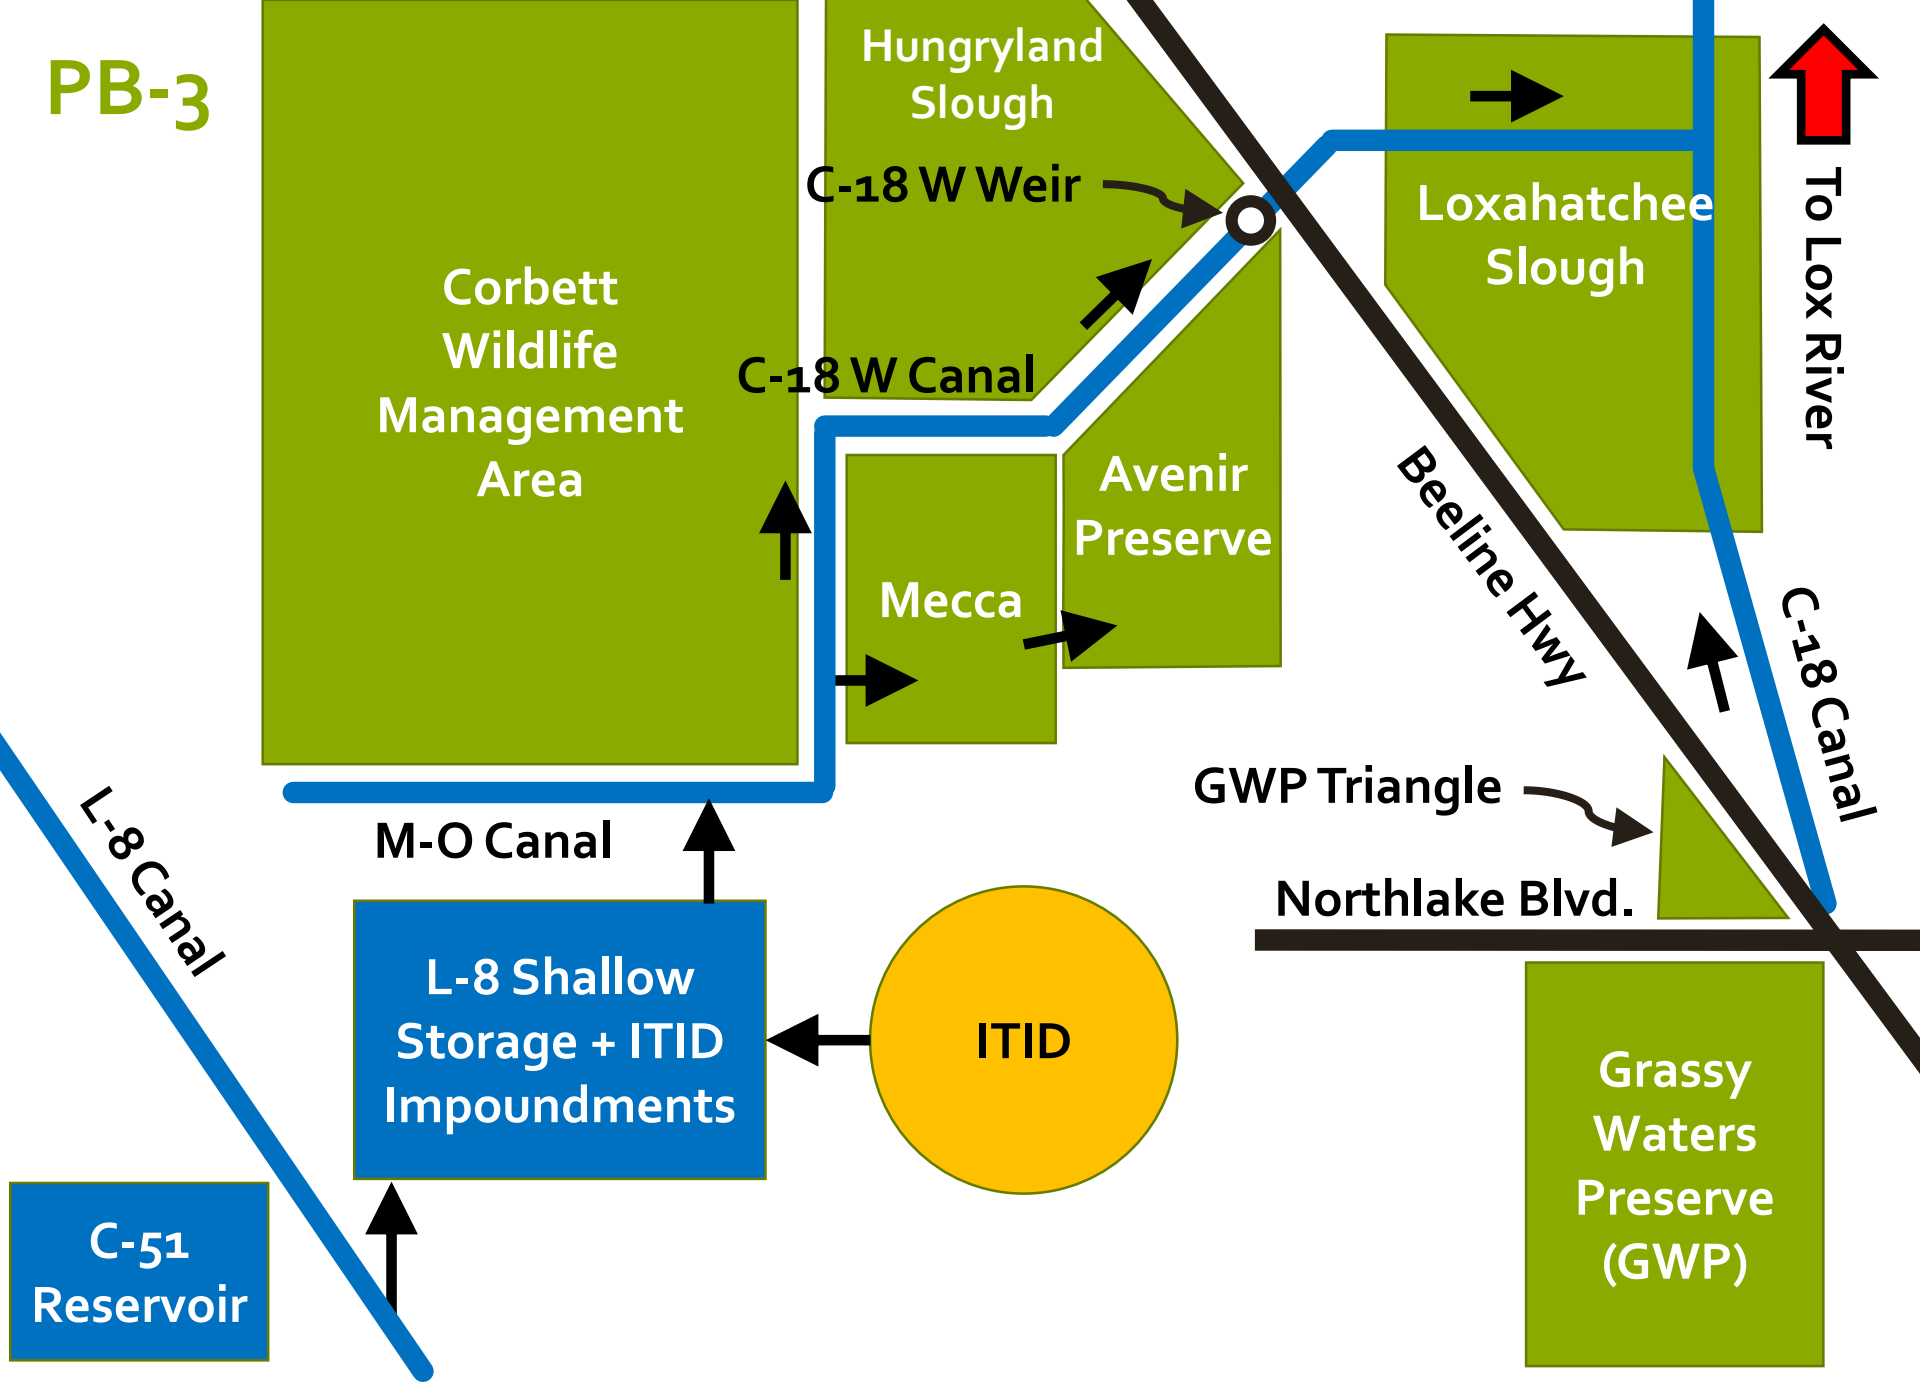 PB-3
Hungryland
Slough
C-18 W Weir
Loxahatchee
Slough
To Lox River
Corbett
Wildlife
Management
Area
C-18 W Canal
Avenir
Preserve
Beeline Hwy
Mecca
C-18 Canal
GWP Triangle
L-8 Canal
M-O Canal
Northlake Blvd.
L-8 Shallow
Storage + ITID
Impoundments
ITID
Grassy
Waters
Preserve
(GWP)
C-51
Reservoir